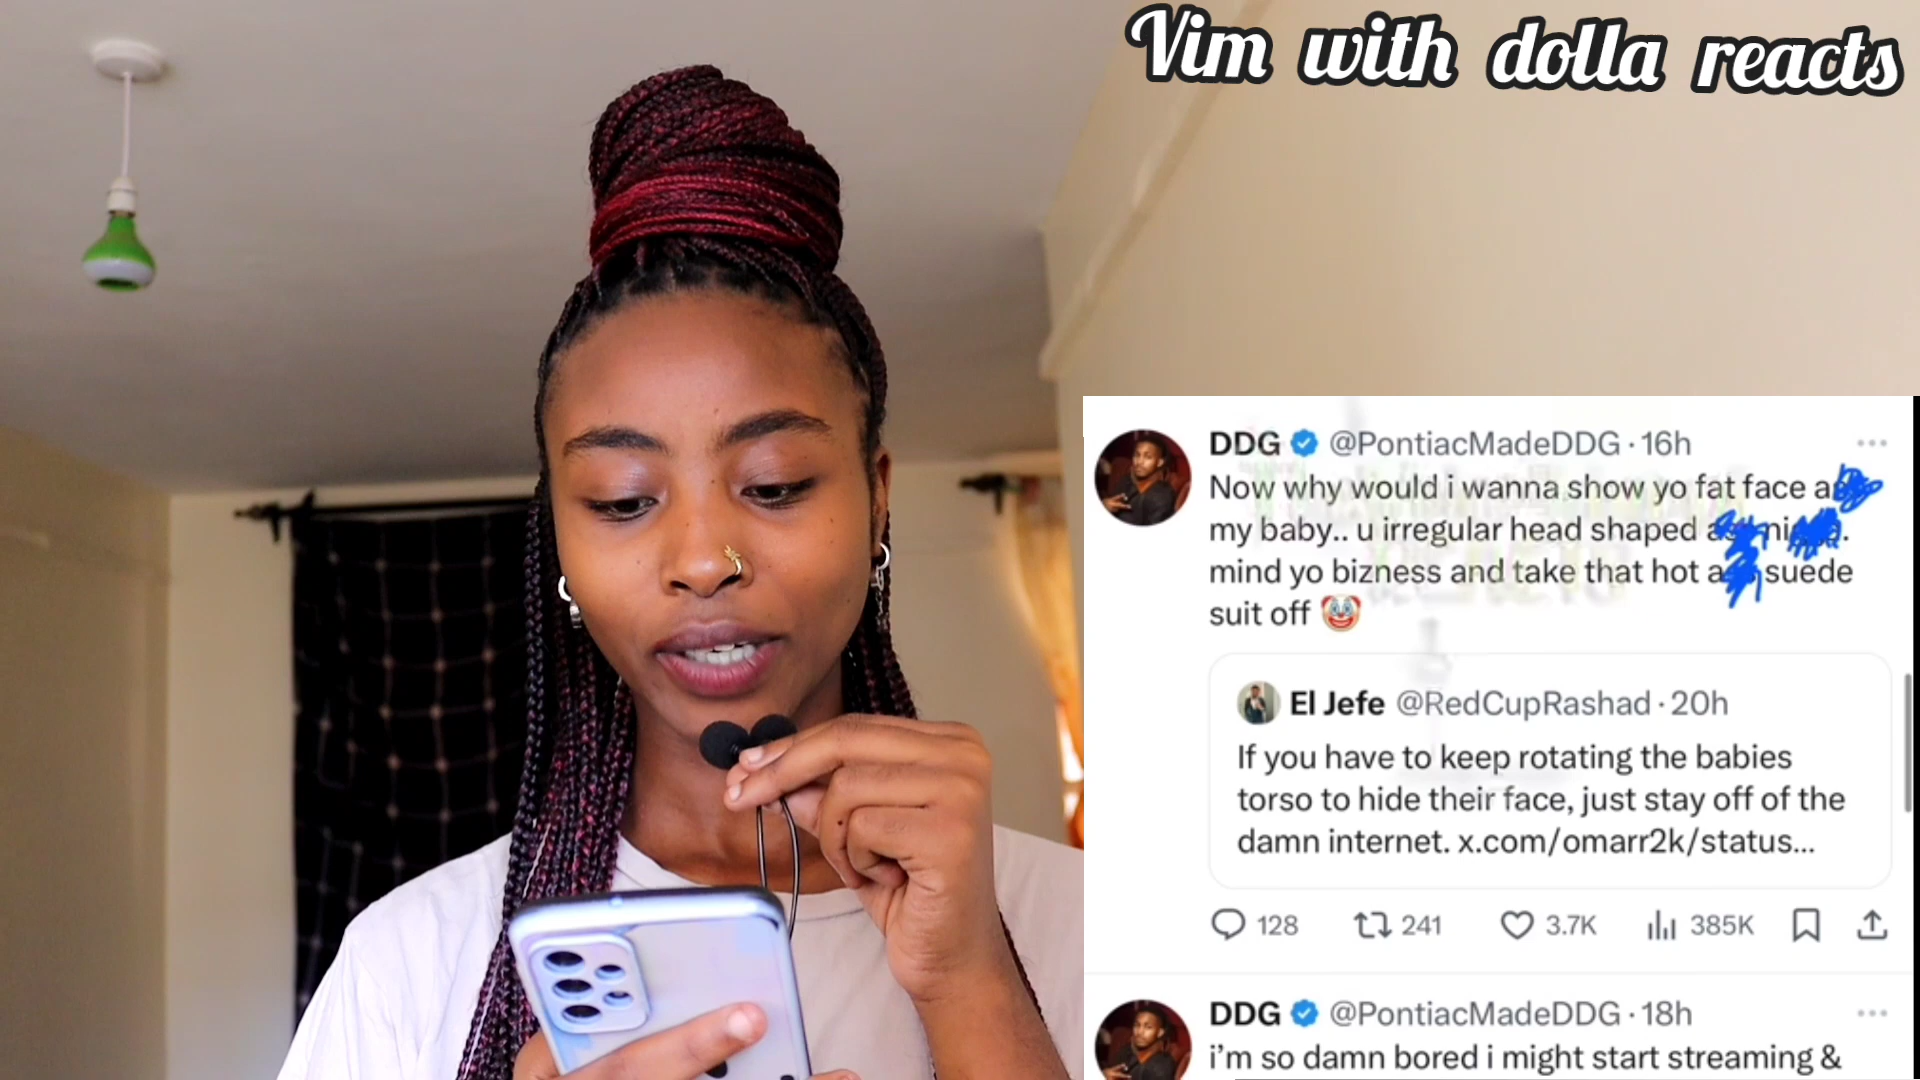 Vim with dolla reacts
DDG @PontiacMadeDDG · 16h
Now why would i wanna show yo fat face
my baby.. u irregular head shaped
mind yo bizness and take that hot suede
suit off 🤡
El Jefe @RedCupRashad · 20h
If you have to keep rotating the babies
torso to hide their face, just stay off of the
damn internet. x.com/omarr2k/status...
128 241 3.7K 385K
DDG @PontiacMadeDDG · 18h
i'm so damn bored i might start streaming &